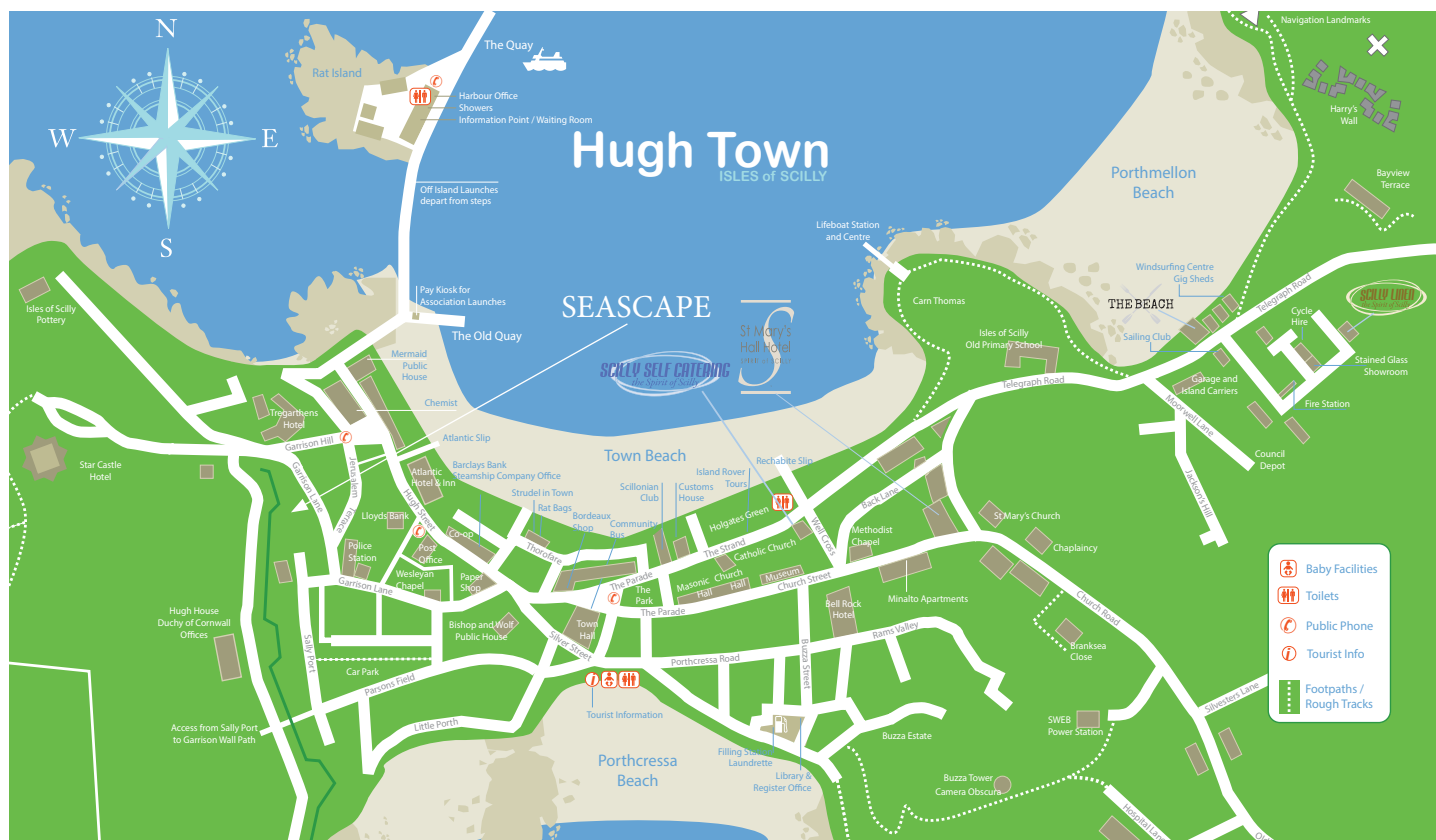 N
W
E
S
Rat Island
The Quay
Harbour Office
Showers
Information Point / Waiting Room
Off Island Launches
depart from steps
Hugh Town
ISLES of SCILLY
Navigation Landmarks
Harry's
Wall
Bayview
Terrace
Porthmellon
Beach
Lifeboat Station
and Centre
Windsurfing Centre
Gig Sheds
Telegraph Road
THE BEACH
SCILLY LINEN
the Spirit of Scilly
Cycle
Hire
Sailing Club
Stained Glass
Showroom
Garage and
Island Carriers
Fire Station
Carn Thomas
Isles of Scilly
Old Primary School
Telegraph Road
Moorwell Lane
Council
Depot
Jackson's Hill
Isles of Scilly
Pottery
Pay Kiosk for
Association Launches
The Old Quay
SEASCAPE
SCILLY SELF CATERING
the Spirit of Scilly
S
St Mary's
Hall Hotel
Mermaid
Public
House
Chemist
Tregarthens
Hotel
Garrison Hill
Atlantic Slip
Star Castle
Hotel
Garrison Lane
Jerusalem
Terrace
Atlantic
Hotel & Inn
Hugh Street
Barclays Bank
Steamship Company Office
Strudel in Town
Rat Bags
Bordeaux
Shop
Community
Bus
Town Beach
Scillonian
Club
Customs
House
Island Rover
Tours
Rechabite Slip
Holgates Green
Lloyds Bank
Co-op
Post
Office
Police
Station
Wesleyan
Chapel
Paper
Shop
Thorofare
The Parade
The
Park
The Strand
Catholic Church
Masonic
Hall
Church
Hall
Museum
Well Cross
Back Lane
Methodist
Chapel
St Mary's Church
Chaplaincy
Church Street
The Parade
Garrison Lane
Bishop and Wolf
Public House
Silver Street
Town
Hall
Bell Rock
Hotel
Minalto Apartments
Rams Valley
Church Road
Branksea
Close
Hugh House
Duchy of Cornwall
Offices
Sally Port
Car Park
Parsons Field
Porthcressa Road
Buzza Street
Little Porth
Access from Sally Port
to Garrison Wall Path
Tourist Information
Porthcressa
Beach
Filling Station
Laundrette
Library &
Register Office
Buzza Estate
Buzza Tower
Camera Obscura
SWEB
Power Station
Silvesters Lane
Hospital Lane
Baby Facilities
Toilets
Public Phone
Tourist Info
Footpaths /
Rough Tracks